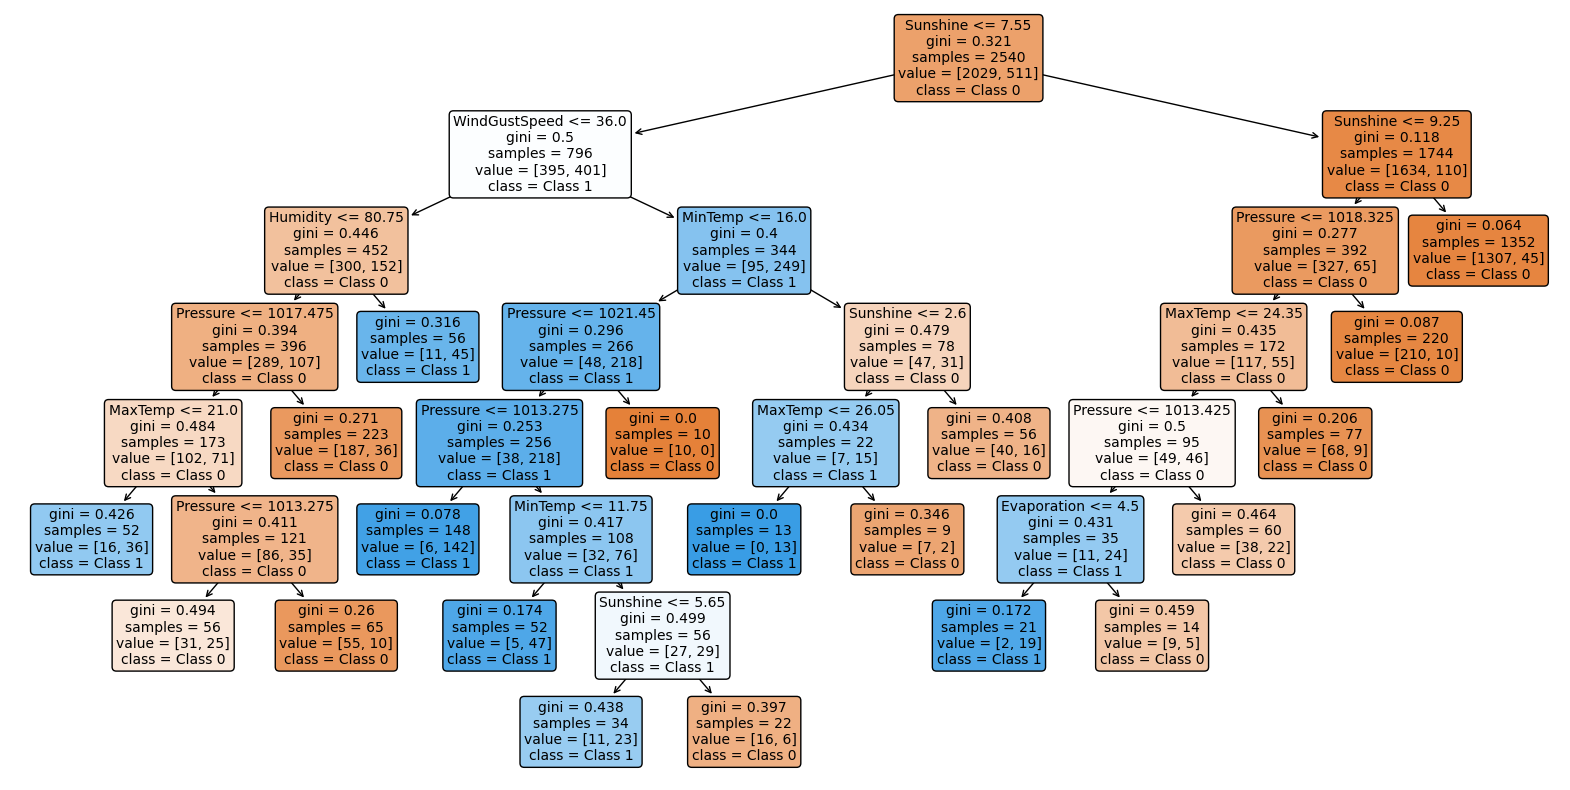 Sunshine <= 7.55
gini = 0.321
samples = 2540
value = [2029, 511]
class = Class 0
WindGustSpeed <= 36.0
gini = 0.5
samples = 796
value = [395, 401]
class = Class 1
Sunshine <= 9.25
gini = 0.118
samples = 1744
value = [1634, 110]
class = Class 0
Humidity <= 80.75
gini = 0.446
samples = 452
value = [300, 152]
class = Class 0
MinTemp <= 16.0
gini = 0.4
samples = 344
value = [95, 249]
class = Class 1
Pressure <= 1018.325
gini = 0.277
samples = 392
value = [327, 65]
class = Class 0
gini = 0.064
samples = 1352
value = [1307, 45]
class = Class 0
Pressure <= 1017.475
gini = 0.394
samples = 396
value = [289, 107]
class = Class 0
gini = 0.316
samples = 56
value = [11, 45]
class = Class 1
Pressure <= 1021.45
gini = 0.296
samples = 266
value = [48, 218]
class = Class 1
Sunshine <= 2.6
gini = 0.479
samples = 78
value = [47, 31]
class = Class 0
MaxTemp <= 24.35
gini = 0.435
samples = 172
value = [117, 55]
class = Class 0
gini = 0.087
samples = 220
value = [210, 10]
class = Class 0
MaxTemp <= 21.0
gini = 0.484
samples = 173
value = [102, 71]
class = Class 0
gini = 0.271
samples = 223
value = [187, 36]
class = Class 0
Pressure <= 1013.275
gini = 0.253
samples = 256
value = [38, 218]
class = Class 1
gini = 0.0
samples = 10
value = [10, 0]
class = Class 0
MaxTemp <= 26.05
gini = 0.434
samples = 22
value = [7, 15]
class = Class 1
gini = 0.408
samples = 56
value = [40, 16]
class = Class 0
Pressure <= 1013.425
gini = 0.5
samples = 95
value = [49, 46]
class = Class 0
gini = 0.206
samples = 77
value = [68, 9]
class = Class 0
gini = 0.426
samples = 52
value = [16, 36]
class = Class 1
Pressure <= 1013.275
gini = 0.411
samples = 121
value = [86, 35]
class = Class 0
gini = 0.078
samples = 148
value = [6, 142]
class = Class 1
MinTemp <= 11.75
gini = 0.417
samples = 108
value = [32, 76]
class = Class 1
gini = 0.0
samples = 13
value = [0, 13]
class = Class 1
gini = 0.346
samples = 9
value = [7, 2]
class = Class 0
Evaporation <= 4.5
gini = 0.431
samples = 35
value = [11, 24]
class = Class 1
gini = 0.464
samples = 60
value = [38, 22]
class = Class 0
gini = 0.494
samples = 56
value = [31, 25]
class = Class 0
gini = 0.26
samples = 65
value = [55, 10]
class = Class 0
gini = 0.174
samples = 52
value = [5, 47]
class = Class 1
Sunshine <= 5.65
gini = 0.499
samples = 56
value = [27, 29]
class = Class 1
gini = 0.172
samples = 21
value = [2, 19]
class = Class 1
gini = 0.459
samples = 14
value = [9, 5]
class = Class 0
gini = 0.438
samples = 34
value = [11, 23]
class = Class 1
gini = 0.397
samples = 22
value = [16, 6]
class = Class 0